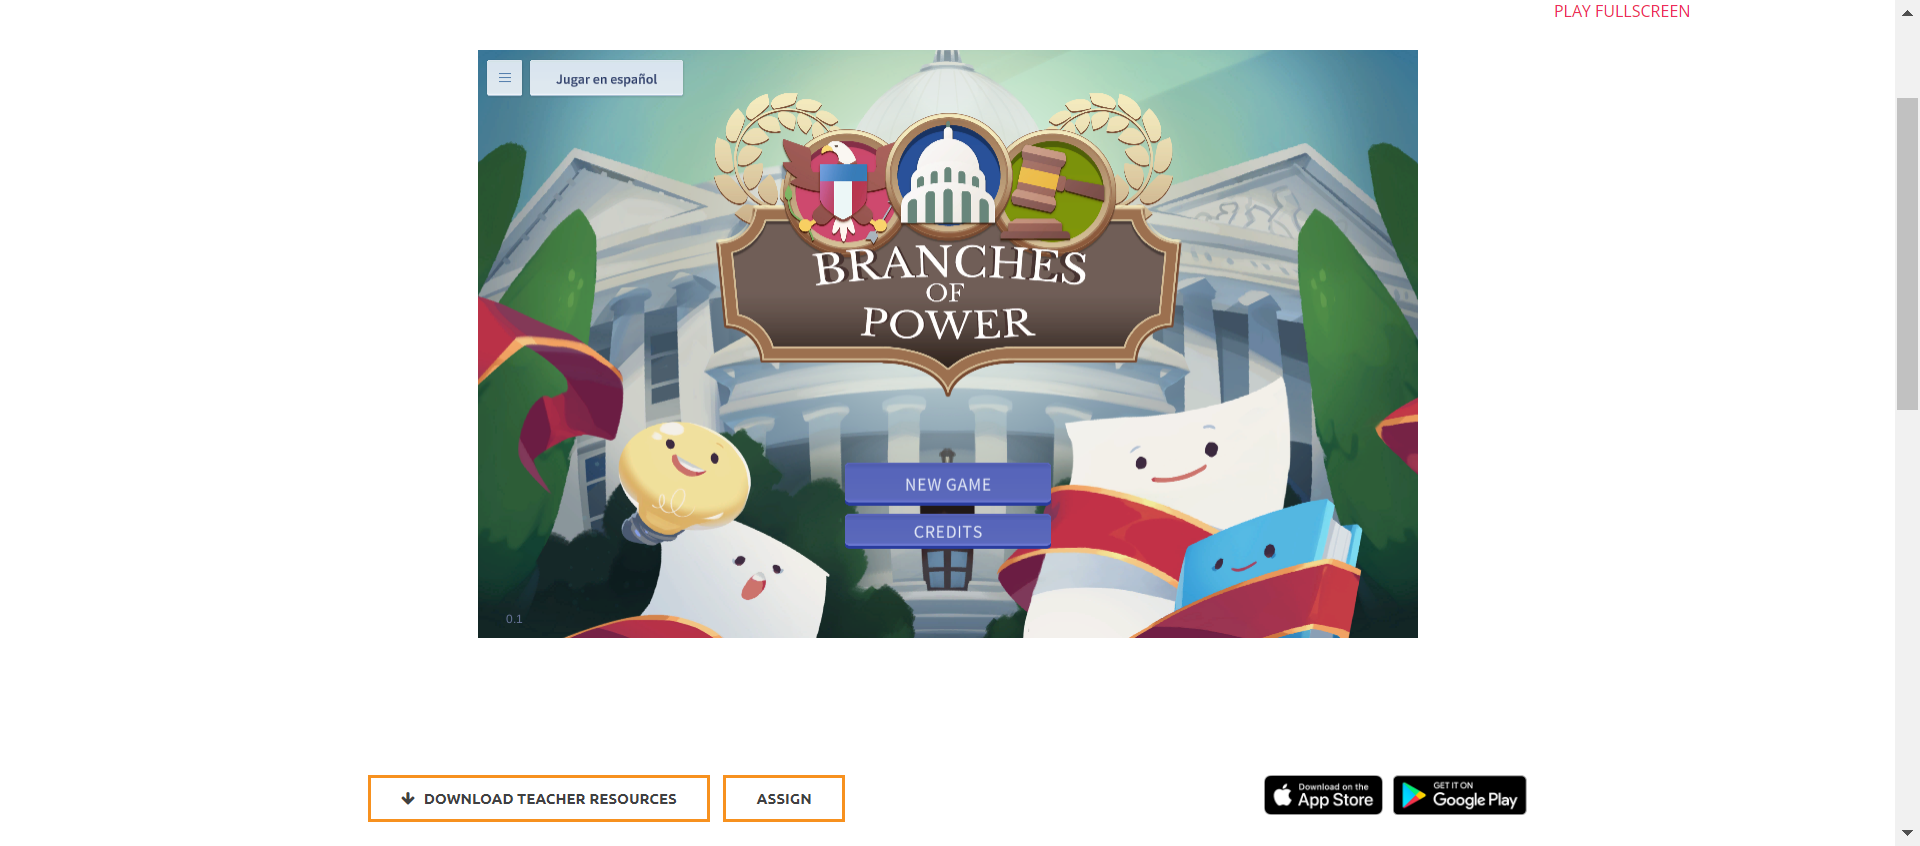 PLAY FULLSCREEN
Jugar en español
BRANCHES
OF
POWER
NEW GAME
CREDITS
0.1
DOWNLOAD TEACHER RESOURCES
ASSIGN
Download on the
App Store
GET IT ON
Google Play